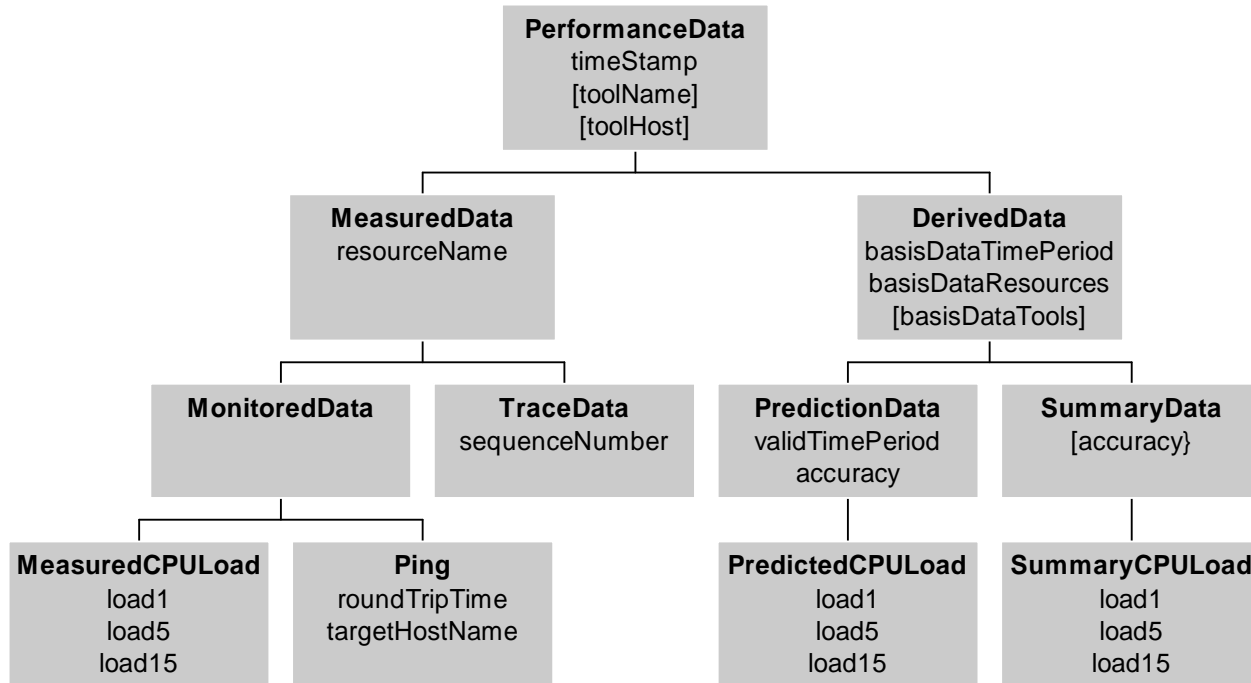 PerformanceData
timeStamp
[toolName]
[toolHost]
MeasuredData
resourceName
DerivedData
basisDataTimePeriod
basisDataResources
[basisDataTools]
MonitoredData
TraceData
sequenceNumber
PredictionData
validTimePeriod
accuracy
SummaryData
[accuracy}
MeasuredCPULoad
load1
load5
load15
Ping
roundTripTime
targetHostName
PredictedCPULoad
load1
load5
load15
SummaryCPULoad
load1
load5
load15